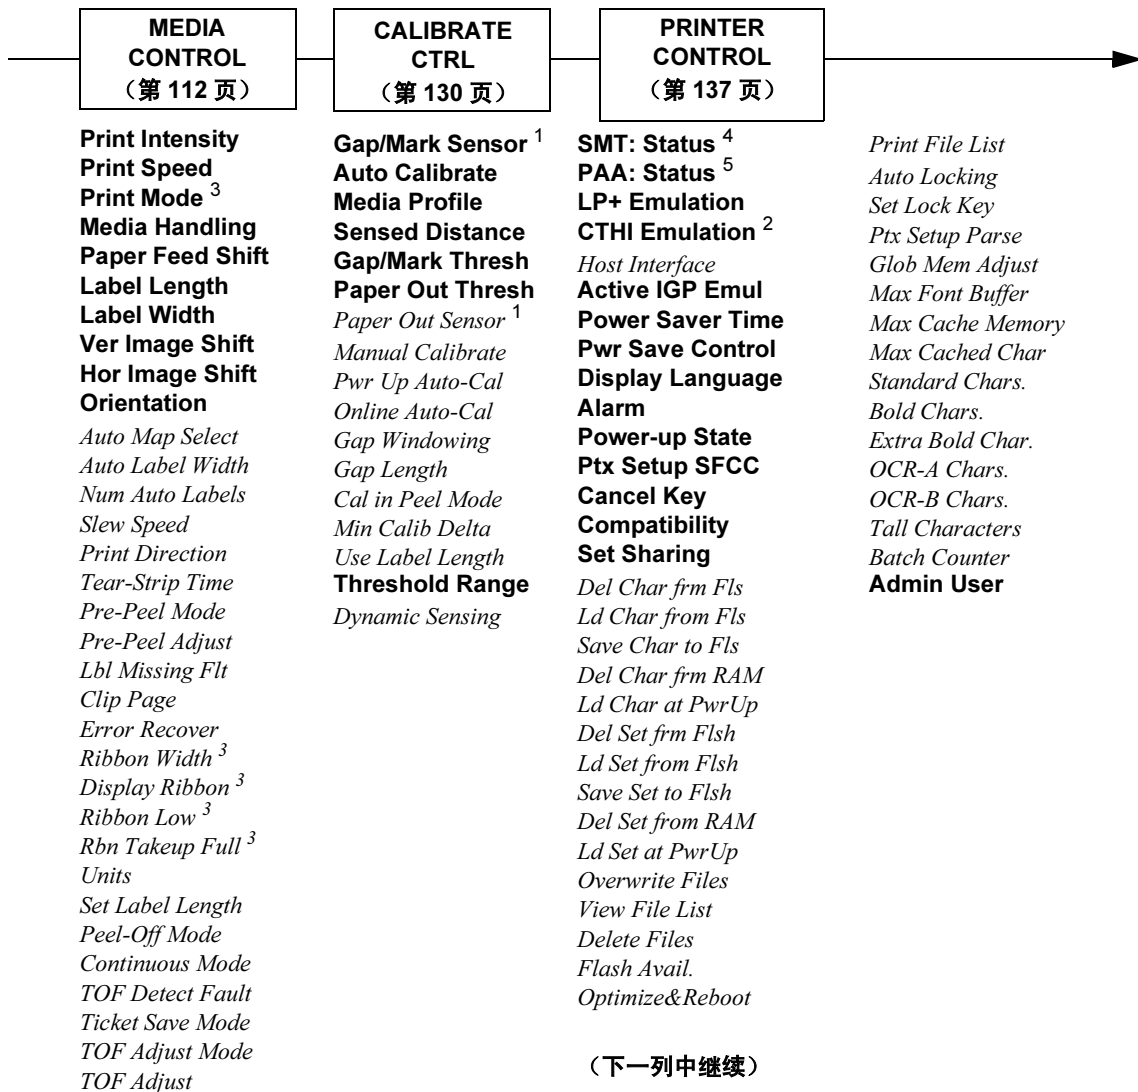 MEDIA
CONTROL
（第 112 页）
Print Intensity
Print Speed
Print Mode 3
Media Handling
Paper Feed Shift
Label Length
Label Width
Ver Image Shift
Hor Image Shift
Orientation
Auto Map Select
Auto Label Width
Num Auto Labels
Slew Speed
Print Direction
Tear-Strip Time
Pre-Peel Mode
Pre-Peel Adjust
Lbl Missing Flt
Clip Page
Error Recover
Ribbon Width 3
Display Ribbon 3
Ribbon Low 3
Rbn Takeup Full 3
Units
Set Label Length
Peel-Off Mode
Continuous Mode
TOF Detect Fault
Ticket Save Mode
TOF Adjust Mode
TOF Adjust
CALIBRATE
CTRL
（第 130 页）
Gap/Mark Sensor 1
Auto Calibrate
Media Profile
Sensed Distance
Gap/Mark Thresh
Paper Out Thresh
Paper Out Sensor 1
Manual Calibrate
Pwr Up Auto-Cal
Online Auto-Cal
Gap Windowing
Gap Length
Cal in Peel Mode
Min Calib Delta
Use Label Length
Threshold Range
Dynamic Sensing
PRINTER
CONTROL
（第 137 页）
SMT: Status 4
PAA: Status 5
LP+ Emulation
CTHI Emulation 2
Host Interface
Active IGP Emul
Power Saver Time
Pwr Save Control
Display Language
Alarm
Power-up State
Ptx Setup SFCC
Cancel Key
Compatibility
Set Sharing
Del Char frm Fls
Ld Char from Fls
Save Char to Fls
Del Char frm RAM
Ld Char at PwrUp
Del Set frm Flsh
Ld Set from Flsh
Save Set to Flsh
Del Set from RAM
Ld Set at PwrUp
Overwrite Files
View File List
Delete Files
Flash Avail.
Optimize&Reboot
（下一列中继续）
Print File List
Auto Locking
Set Lock Key
Ptx Setup Parse
Glob Mem Adjust
Max Font Buffer
Max Cache Memory
Max Cached Char
Standard Chars.
Bold Chars.
Extra Bold Char.
OCR-A Chars.
OCR-B Chars.
Tall Characters
Batch Counter
Admin User